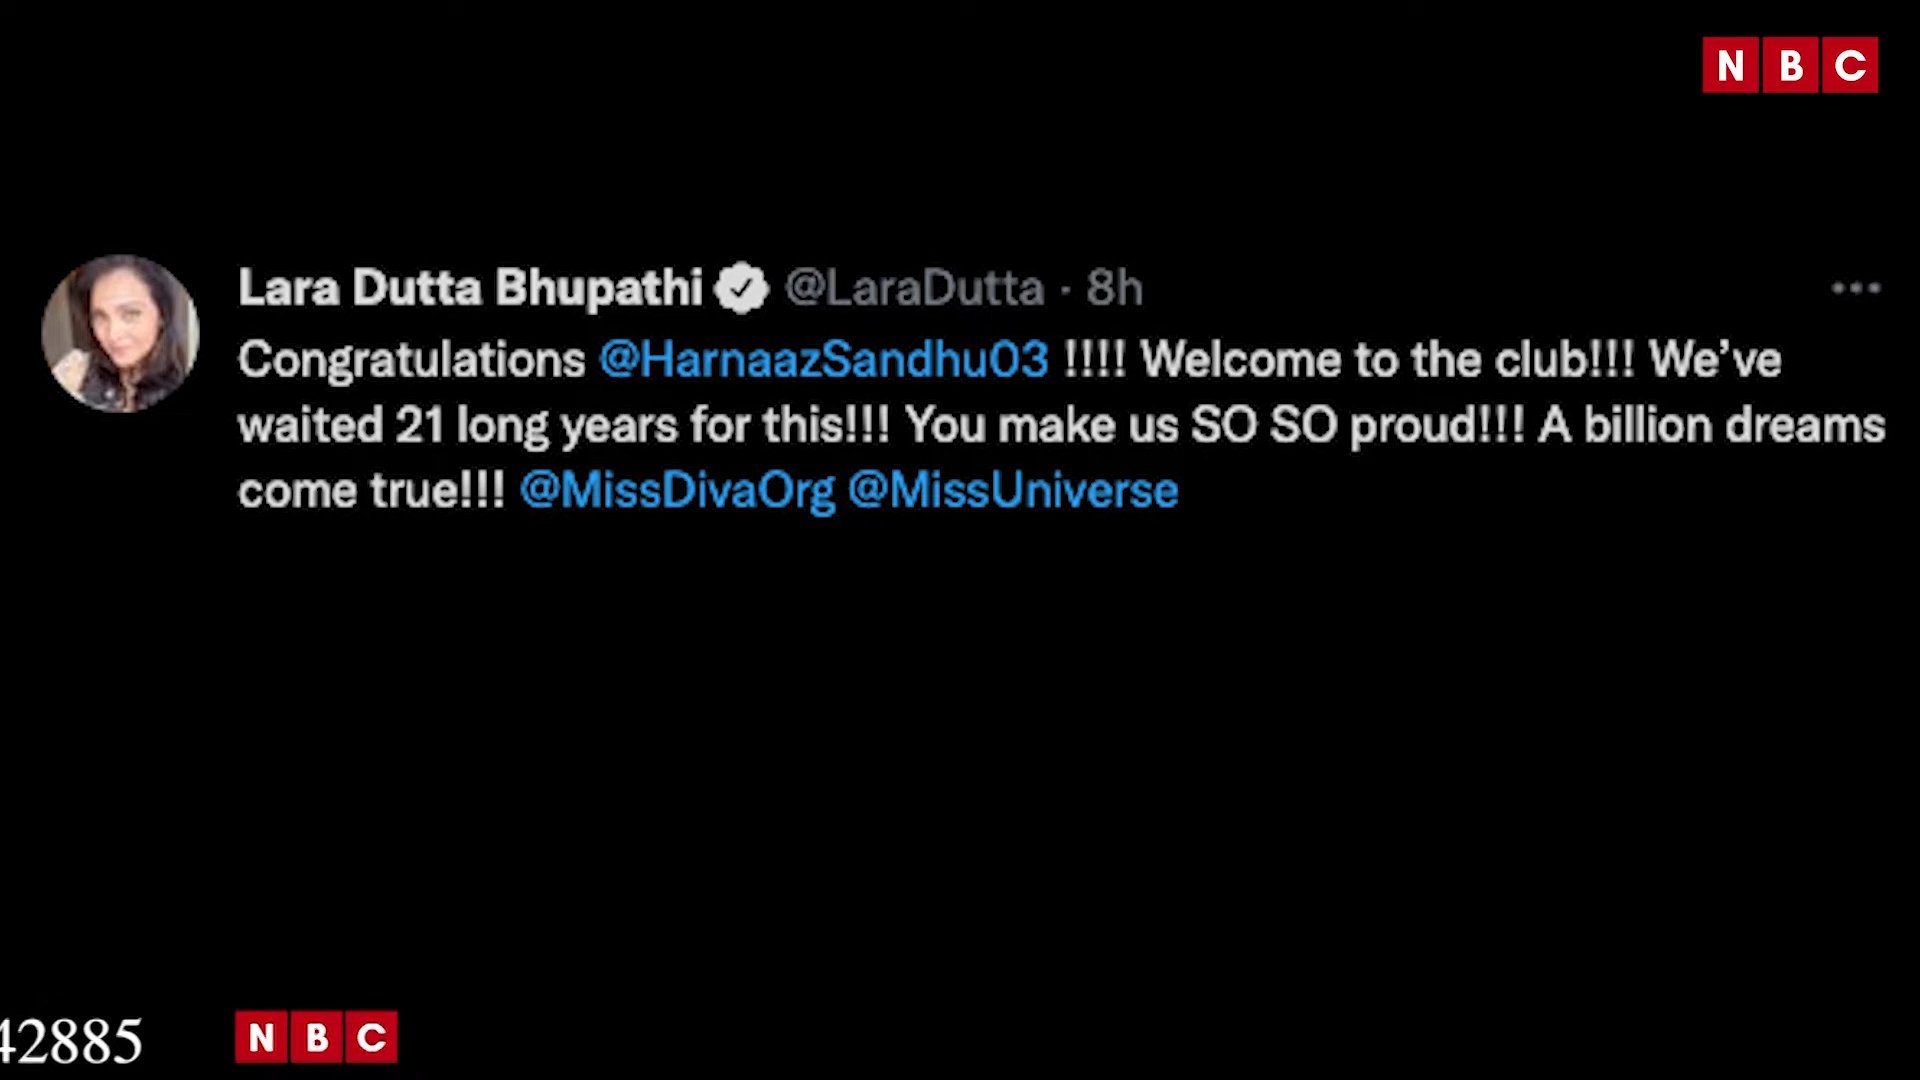 NBC
Lara Dutta Bhupathi @LaraDutta · 8h
Congratulations @HarnaazSandhu03 !!!! Welcome to the club!!! We’ve
waited 21 long years for this!!! You make us SO SO proud!!! A billion dreams
come true!!! @MissDivaOrg @MissUniverse
42885 NBC